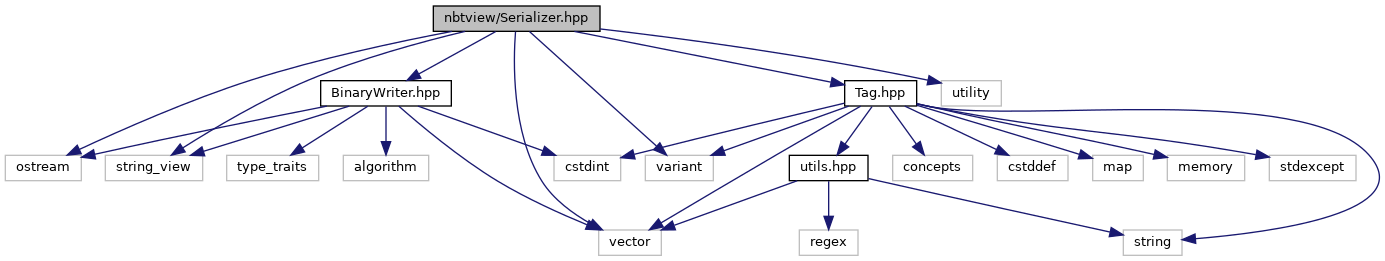 nbtview/Serializer.hpp
BinaryWriter.hpp
Tag.hpp
utility
ostream
string_view
type_traits
algorithm
cstdint
variant
utils.hpp
concepts
cstddef
map
memory
stdexcept
vector
regex
string